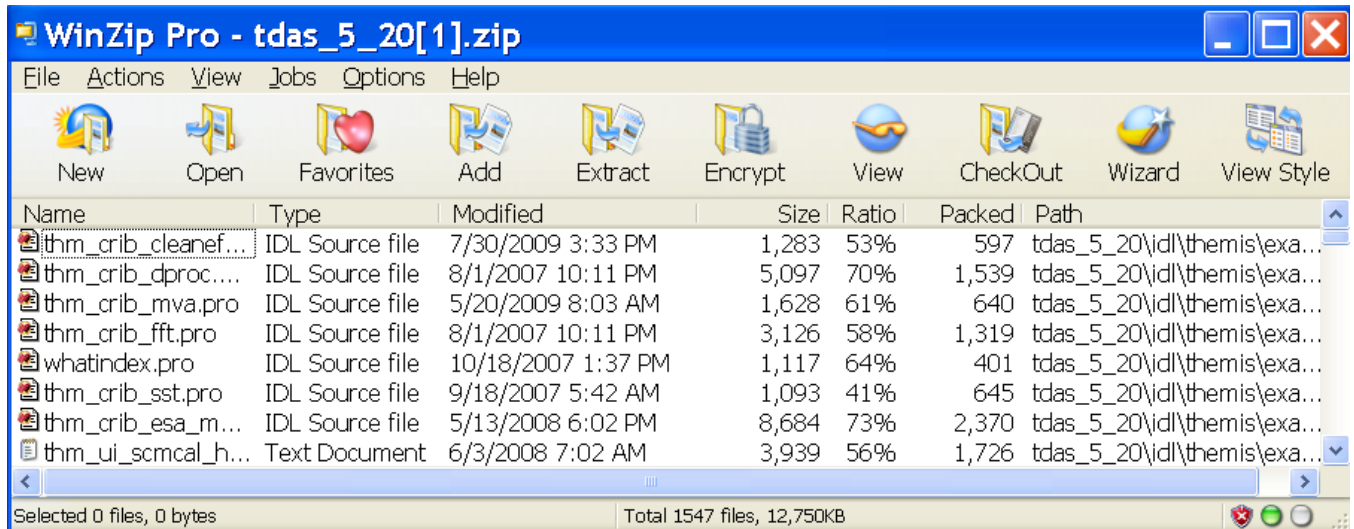 WinZip Pro - tdas_5_20[1].zip
File Actions View Jobs Options Help
New Open Favorites Add Extract Encrypt View CheckOut Wizard View Style
Name Type Modified Size Ratio Packed Path
thm_crib_cleanef... IDL Source file 7/30/2009 3:33 PM 1,283 53% 597 tdas_5_20\idl\themis\exa...
thm_crib_dproc.... IDL Source file 8/1/2007 10:11 PM 5,097 70% 1,539 tdas_5_20\idl\themis\exa...
thm_crib_mva.pro IDL Source file 5/20/2009 8:03 AM 1,628 61% 640 tdas_5_20\idl\themis\exa...
thm_crib_fft.pro IDL Source file 8/1/2007 10:11 PM 3,126 58% 1,319 tdas_5_20\idl\themis\exa...
whatindex.pro IDL Source file 10/18/2007 1:37 PM 1,117 64% 401 tdas_5_20\idl\themis\exa...
thm_crib_sst.pro IDL Source file 9/18/2007 5:42 AM 1,093 41% 645 tdas_5_20\idl\themis\exa...
thm_crib_esa_m... IDL Source file 5/13/2008 6:02 PM 8,684 73% 2,370 tdas_5_20\idl\themis\exa...
thm_ui_scmcal_h... Text Document 6/3/2008 7:02 AM 3,939 56% 1,726 tdas_5_20\idl\themis\exa...
Selected 0 files, 0 bytes Total 1547 files, 12,750KB